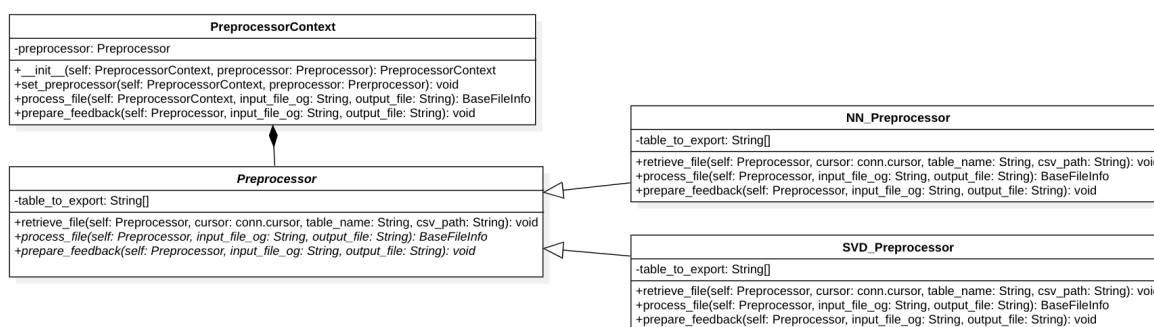 PreprocessorContext
-preprocessor: Preprocessor
+__init__(self: PreprocessorContext, preprocessor: Preprocessor): PreprocessorContext
+set_preprocessor(self: PreprocessorContext, preprocessor: Prerprocessor): void
+process_file(self: PreprocessorContext, input_file_og: String, output_file: String): BaseFileInfo
+prepare_feedback(self: Preprocessor, input_file_og: String, output_file: String): void
Preprocessor
-table_to_export: String[]
+retrieve_file(self: Preprocessor, cursor: conn.cursor, table_name: String, csv_path: String): void
+process_file(self: Preprocessor, input_file_og: String, output_file: String): BaseFileInfo
+prepare_feedback(self: Preprocessor, input_file_og: String, output_file: String): void
NN_Preprocessor
-table_to_export: String[]
+retrieve_file(self: Preprocessor, cursor: conn.cursor, table_name: String, csv_path: String): void
+process_file(self: Preprocessor, input_file_og: String, output_file: String): BaseFileInfo
+prepare_feedback(self: Preprocessor, input_file_og: String, output_file: String): void
SVD_Preprocessor
-table_to_export: String[]
+retrieve_file(self: Preprocessor, cursor: conn.cursor, table_name: String, csv_path: String): void
+process_file(self: Preprocessor, input_file_og: String, output_file: String): BaseFileInfo
+prepare_feedback(self: Preprocessor, input_file_og: String, output_file: String): void